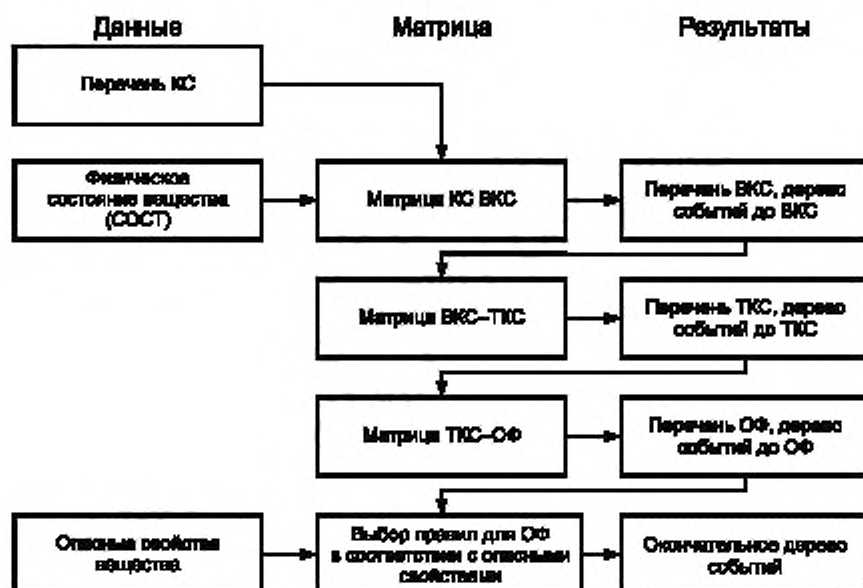 Данные
Матрица
Результаты
Перечень КС
Физическое
состояние вещества
(СОСТ)
Матрица КС ВКС
Перечень ВКС, дерево
событий до ВКС
Матрица ВКС–ТКС
Перечень ТКС, дерево
событий до ТКС
Матрица ТКС–ОФ
Перечень ОФ, дерево
событий до ОФ
Опасные свойства
вещества
Выбор правил для ОФ
в соответствии с опасными
свойствами
Окончательное дерево
событий